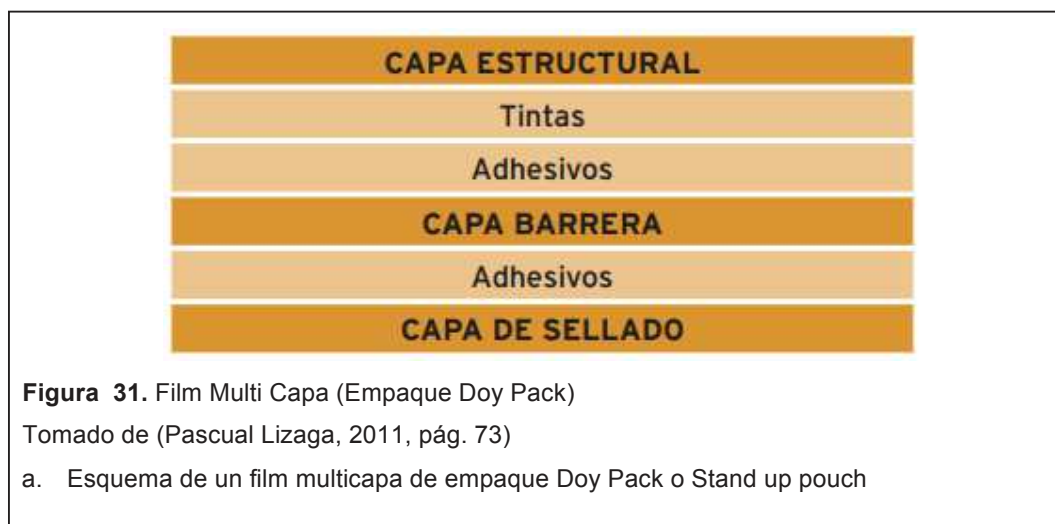 CAPA ESTRUCTURAL
Tintas
Adhesivos
CAPA BARRERA
Adhesivos
CAPA DE SELLADO
Figura 31. Film Multi Capa (Empaque Doy Pack)
Tomado de (Pascual Lizaga, 2011, pág. 73)
a. Esquema de un film multicapa de empaque Doy Pack o Stand up pouch